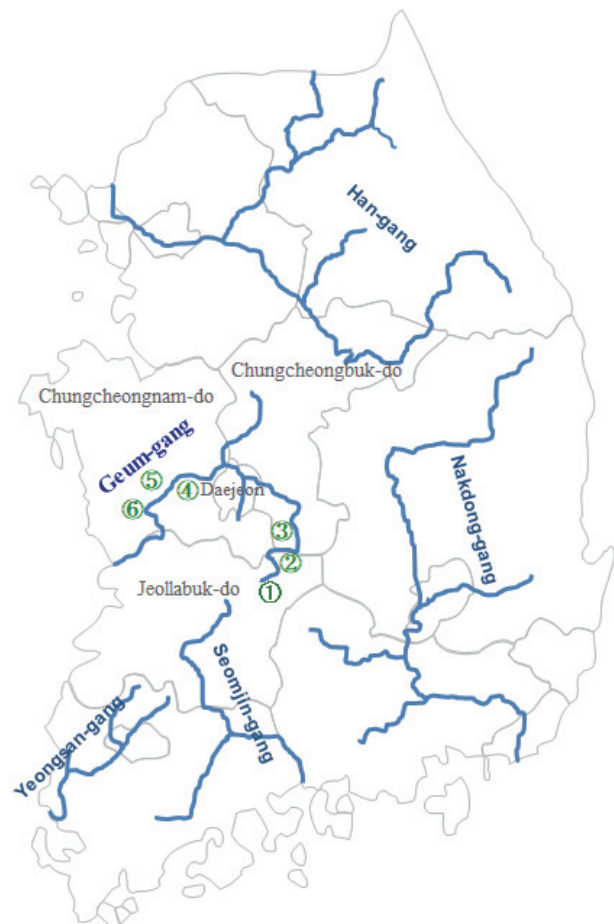 Han-gang
Chungcheongbuk-do
Chungcheongnam-do
Geum-gang
⑤
④
Daejeon
⑥
③
②
①
Jeollabuk-do
Nakdong-gang
Seomjin-gang
Yeongsan-gang